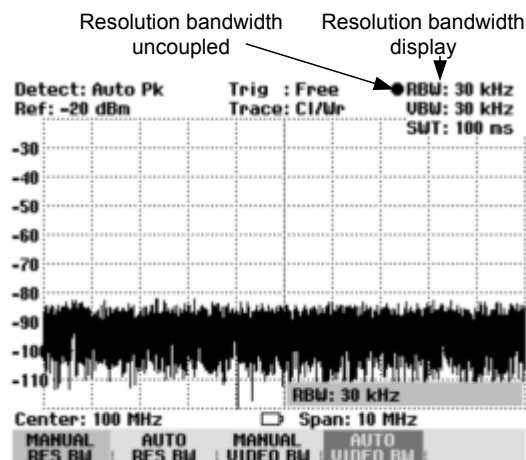 Resolution bandwidth uncoupled
Resolution bandwidth display
Detect: Auto Pk Trig : Free RBW: 30 kHz
Ref: -20 dBm Trace: Cl/Wr VBW: 30 kHz
SWT: 100 ms
-30
-40
-50
-60
-70
-80
-90
-100
-110
RBW: 30 kHz
Center: 100 MHz Span: 10 MHz
MANUAL RES BW AUTO RES BW MANUAL VIDEO BW AUTO VIDEO BW